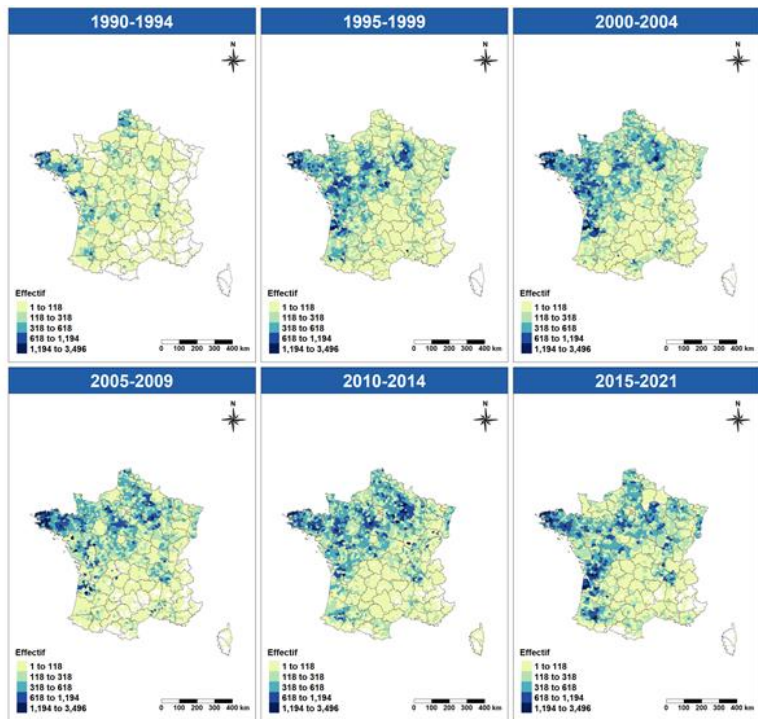 1990-1994
N
Effectif
1 to 118
118 to 318
318 to 618
618 to 1,194
1,194 to 3,496
0 100 200 300 400 km
1995-1999
N
Effectif
1 to 118
118 to 318
318 to 618
618 to 1,194
1,194 to 3,496
0 100 200 300 400 km
2000-2004
N
Effectif
1 to 118
118 to 318
318 to 618
618 to 1,194
1,194 to 3,496
0 100 200 300 400 km
2005-2009
N
Effectif
1 to 118
118 to 318
318 to 618
618 to 1,194
1,194 to 3,496
0 100 200 300 400 km
2010-2014
N
Effectif
1 to 118
118 to 318
318 to 618
618 to 1,194
1,194 to 3,496
0 100 200 300 400 km
2015-2021
N
Effectif
1 to 118
118 to 318
318 to 618
618 to 1,194
1,194 to 3,496
0 100 200 300 400 km